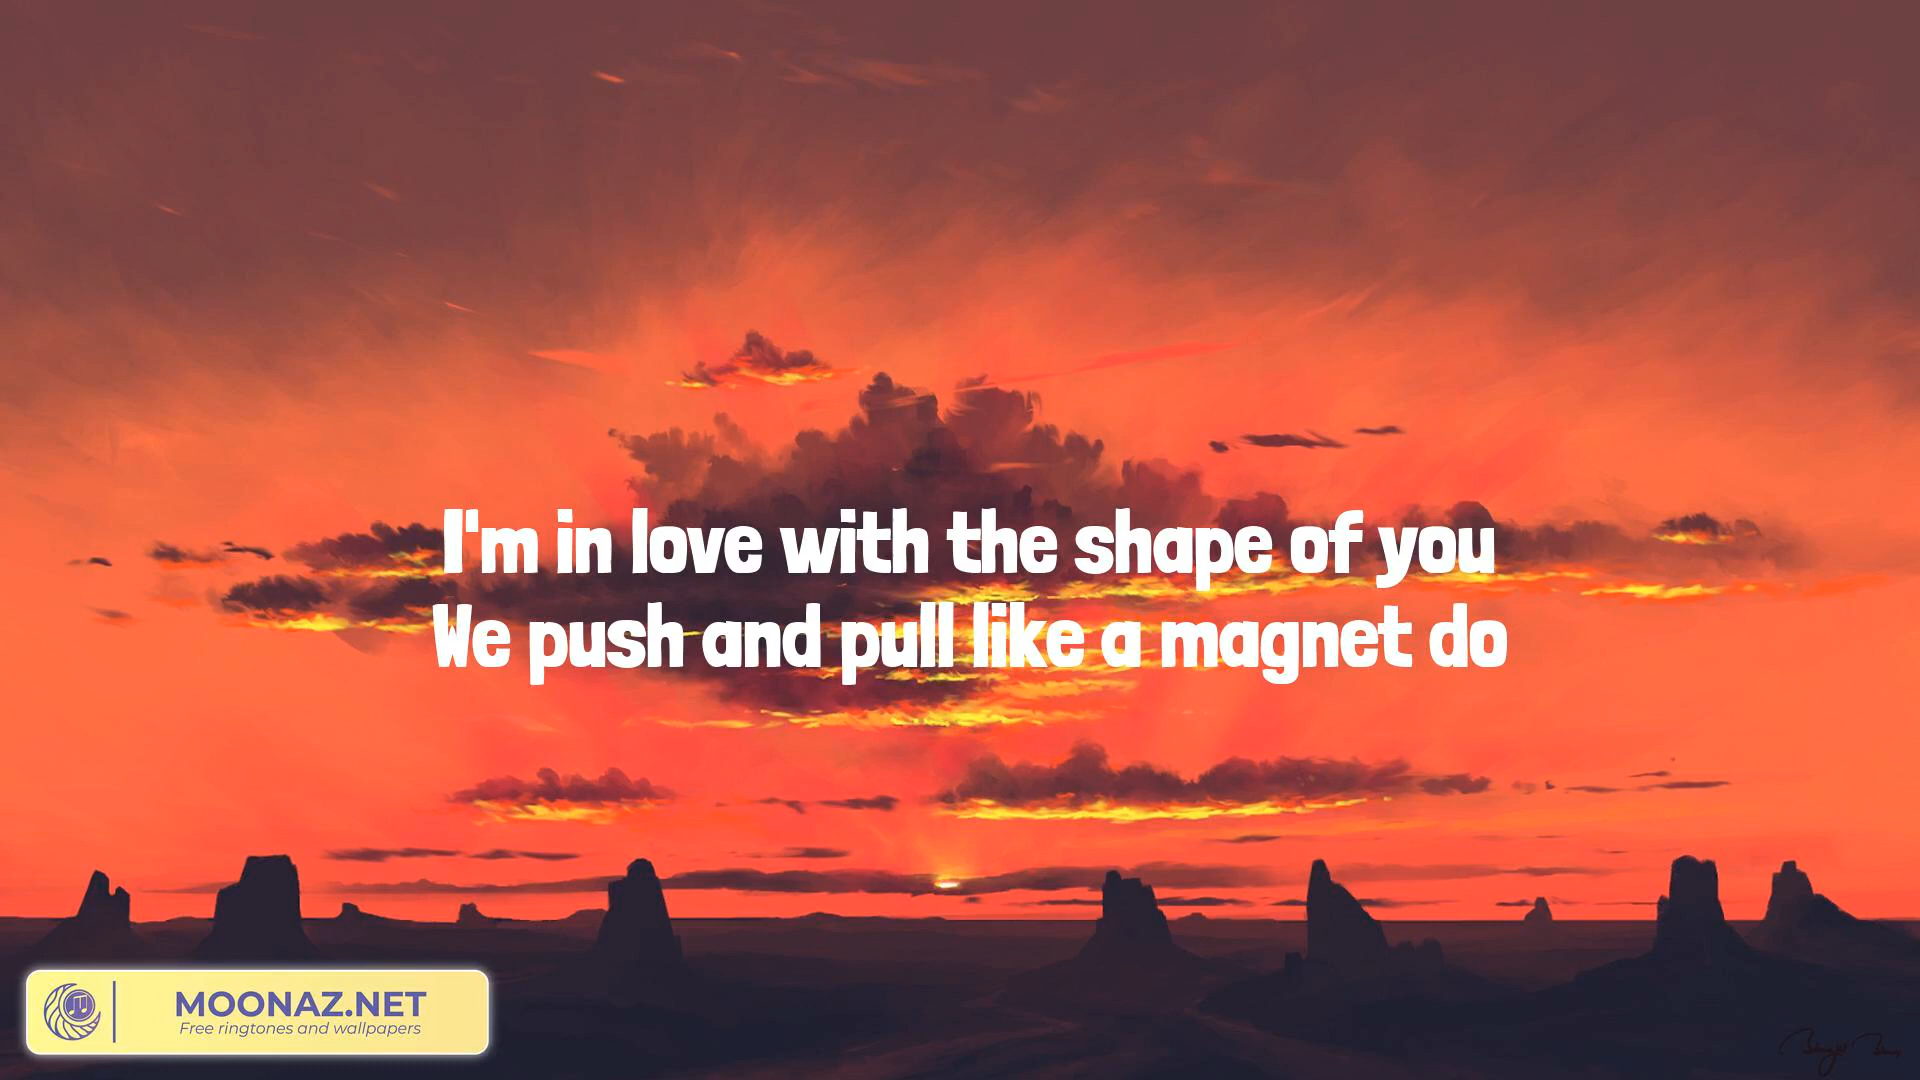 I'm in love with the shape of you
We push and pull like a magnet do
MOONAZ.NET
Free ringtones and wallpapers